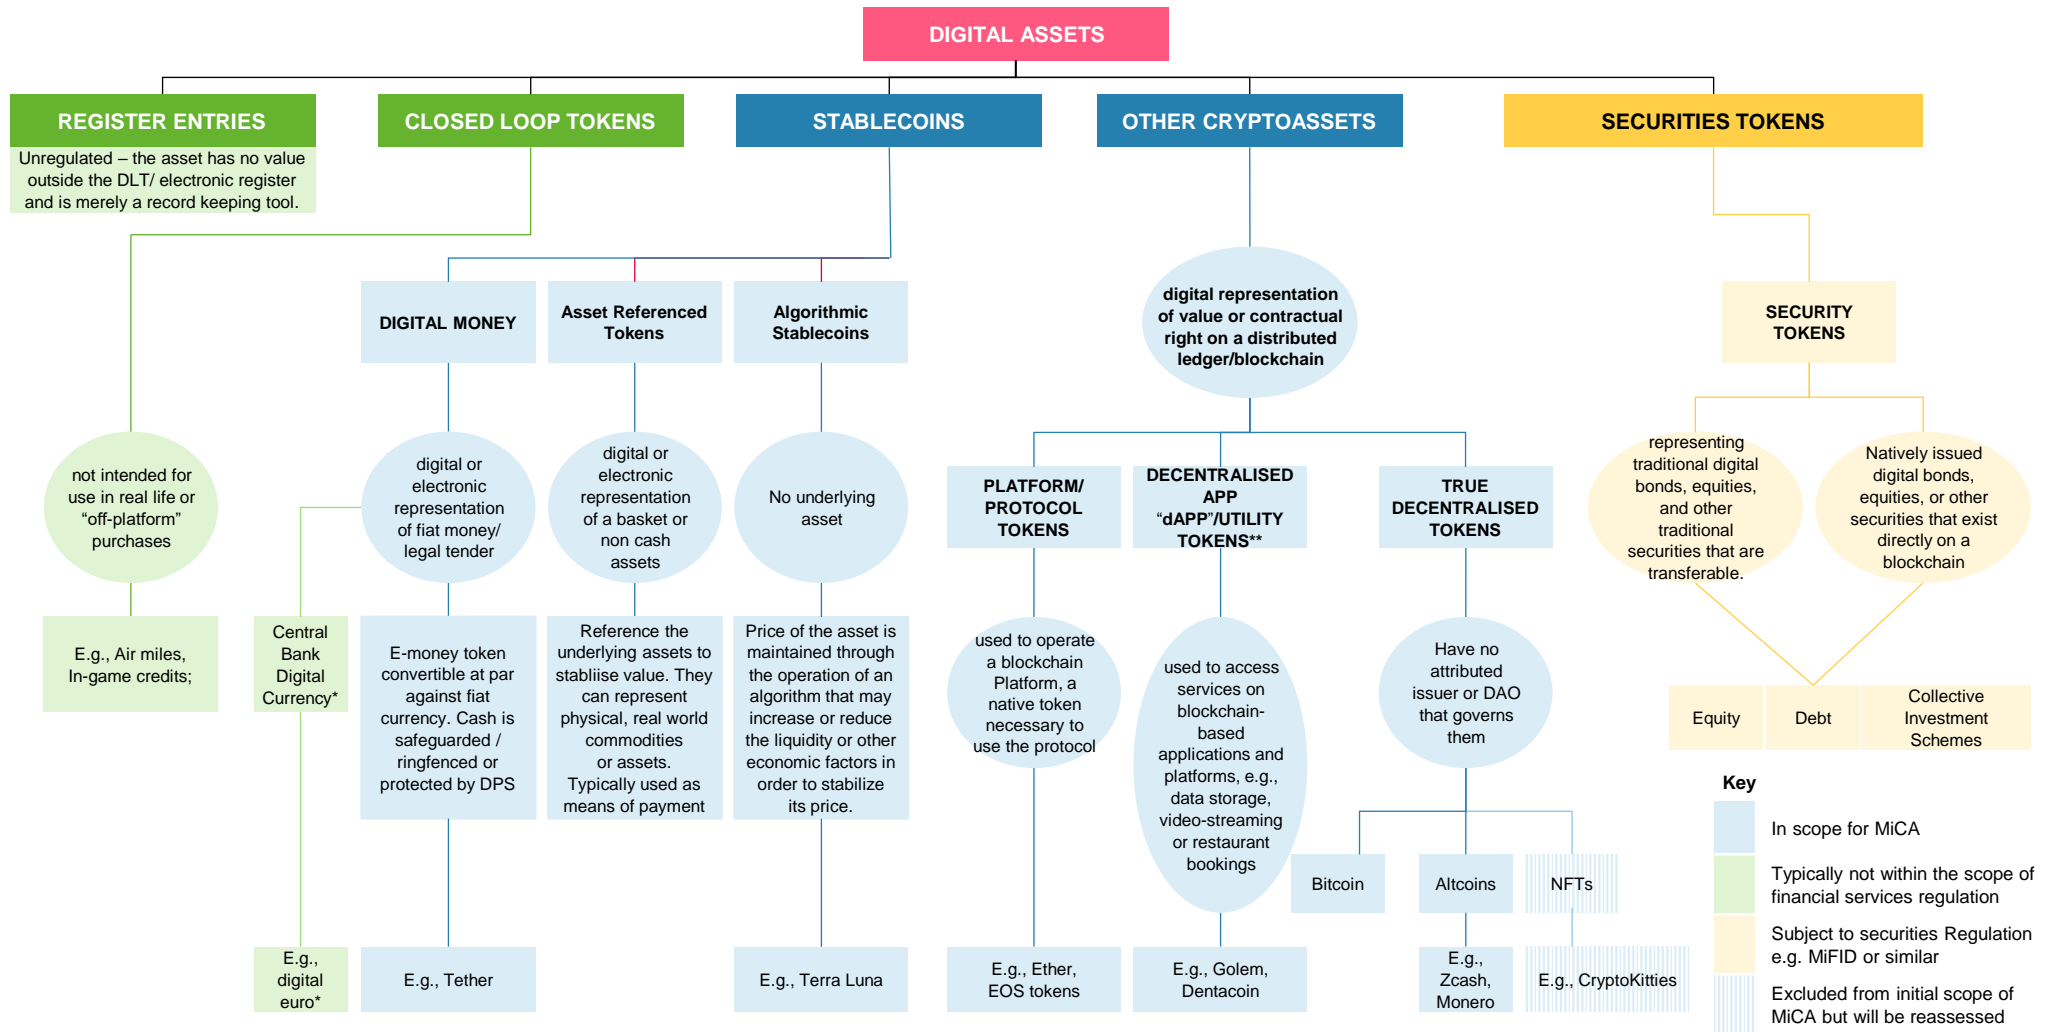 DIGITAL ASSETS
REGISTER ENTRIES
Unregulated – the asset has no value
outside the DLT/ electronic register
and is merely a record keeping tool.
CLOSED LOOP TOKENS
STABLECOINS
OTHER CRYPTOASSETS
SECURITIES TOKENS
not intended for
use in real life or
“off-platform”
purchases
E.g., Air miles,
In-game credits;
DIGITAL MONEY
digital or
electronic
representation
of fiat money/
legal tender
Central
Bank
Digital
Currency*
E.g.,
digital
euro*
E-money token
convertible at par
against fiat
currency. Cash is
safeguarded /
ringfenced or
protected by DPS
E.g., Tether
Asset Referenced
Tokens
digital or
electronic
representation
of a basket or
non cash
assets
Reference the
underlying assets to
stabliise value. They
can represent
physical, real world
commodities
or assets.
Typically used as
means of payment
Algorithmic
Stablecoins
No underlying
asset
Price of the asset is
maintained through
the operation of an
algorithm that may
increase or reduce
the liquidity or other
economic factors in
order to stabilize
its price.
E.g., Terra Luna
digital representation
of value or contractual
right on a distributed
ledger/blockchain
PLATFORM/
PROTOCOL
TOKENS
used to operate
a blockchain
Platform, a
native token
necessary to
use the protocol
E.g., Ether,
EOS tokens
DECENTRALISED
APP
“dAPP”/UTILITY
TOKENS**
used to access
services on
blockchain-
based
applications and
platforms, e.g.,
data storage,
video-streaming
or restaurant
bookings
E.g., Golem,
Dentacoin
TRUE
DECENTRALISED
TOKENS
Have no
attributed
issuer or DAO
that governs
them
Bitcoin
Altcoins
NFTs
E.g.,
Zcash,
Monero
E.g., CryptoKitties
SECURITY
TOKENS
representing
traditional digital
bonds, equities,
and other
traditional
securities that are
transferable.
Natively issued
digital bonds,
equities, or other
securities that exist
directly on a
blockchain
Equity
Debt
Collective
Investment
Schemes
Key
In scope for MiCA
Typically not within the scope of
financial services regulation
Subject to securities Regulation
e.g. MiFID or similar
Excluded from initial scope of
MiCA but will be reassessed